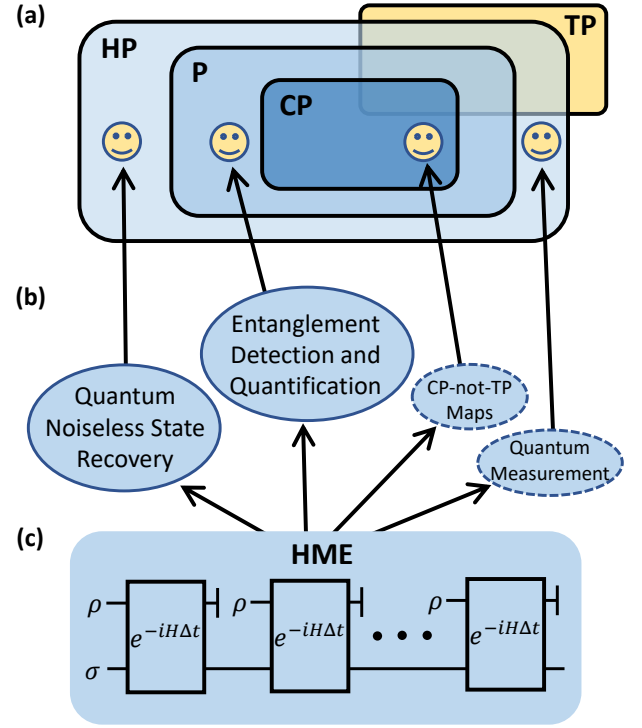 (a)
HP
TP
P
CP
(b)
Entanglement
Detection and
Quantification
Quantum
Noiseless State
Recovery
CP-not-TP
Maps
Quantum
Measurement
(c)
HME
ρ ρ ρ
e^{-iHΔt} e^{-iHΔt} • • • e^{-iHΔt}
σ